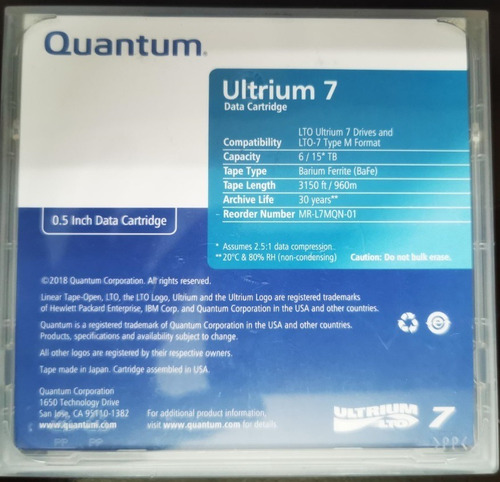 Quantum.
Ultrium 7
Data Cartridge
Compatibility LTO Ultrium 7 Drives and
LTO-7 Type M Format
Capacity 6 / 15* TB
Tape Type Barium Ferrite (BaFe)
Tape Length 3150 ft / 960m
Archive Life 30 years**
Reorder Number MR-L7MQN-01
0.5 Inch Data Cartridge
* Assumes 2.5:1 data compression.
** 20°C & 80% RH (non-condensing) Caution: Do not bulk erase.
©2018 Quantum Corporation. All rights reserved.
Linear Tape-Open, LTO, the LTO Logo, Ultrium and the Ultrium Logo are registered trademarks
of Hewlett Packard Enterprise, IBM Corp. and Quantum Corporation in the USA and other countries.
Quantum is a registered trademark of Quantum Corporation in the USA and other countries.
Products, specifications and availability subject to change.
All other logos are registered by their respective owners.
Tape made in Japan. Cartridge assembled in USA.
Quantum Corporation
1650 Technology Drive
San Jose, CA 95110-1382
www.quantum.com
For additional product information,
visit www.quantum.com for details.
ULTRIUM
LTO
7
PP PP
>PP<